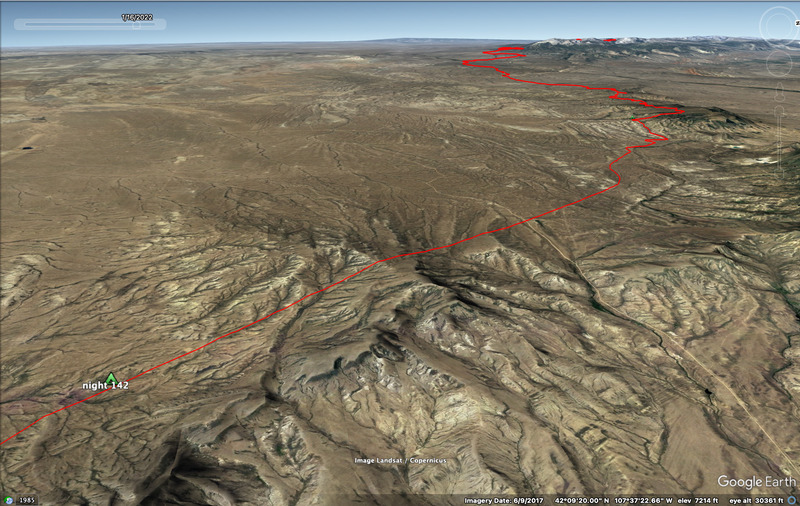 1/16/2022
night 142
Image Landsat / Copernicus
Google Earth
1985
Imagery Date: 6/9/2017 42°09'20.00" N 107°37'22.66" W elev 7214 ft eye alt 30361 ft